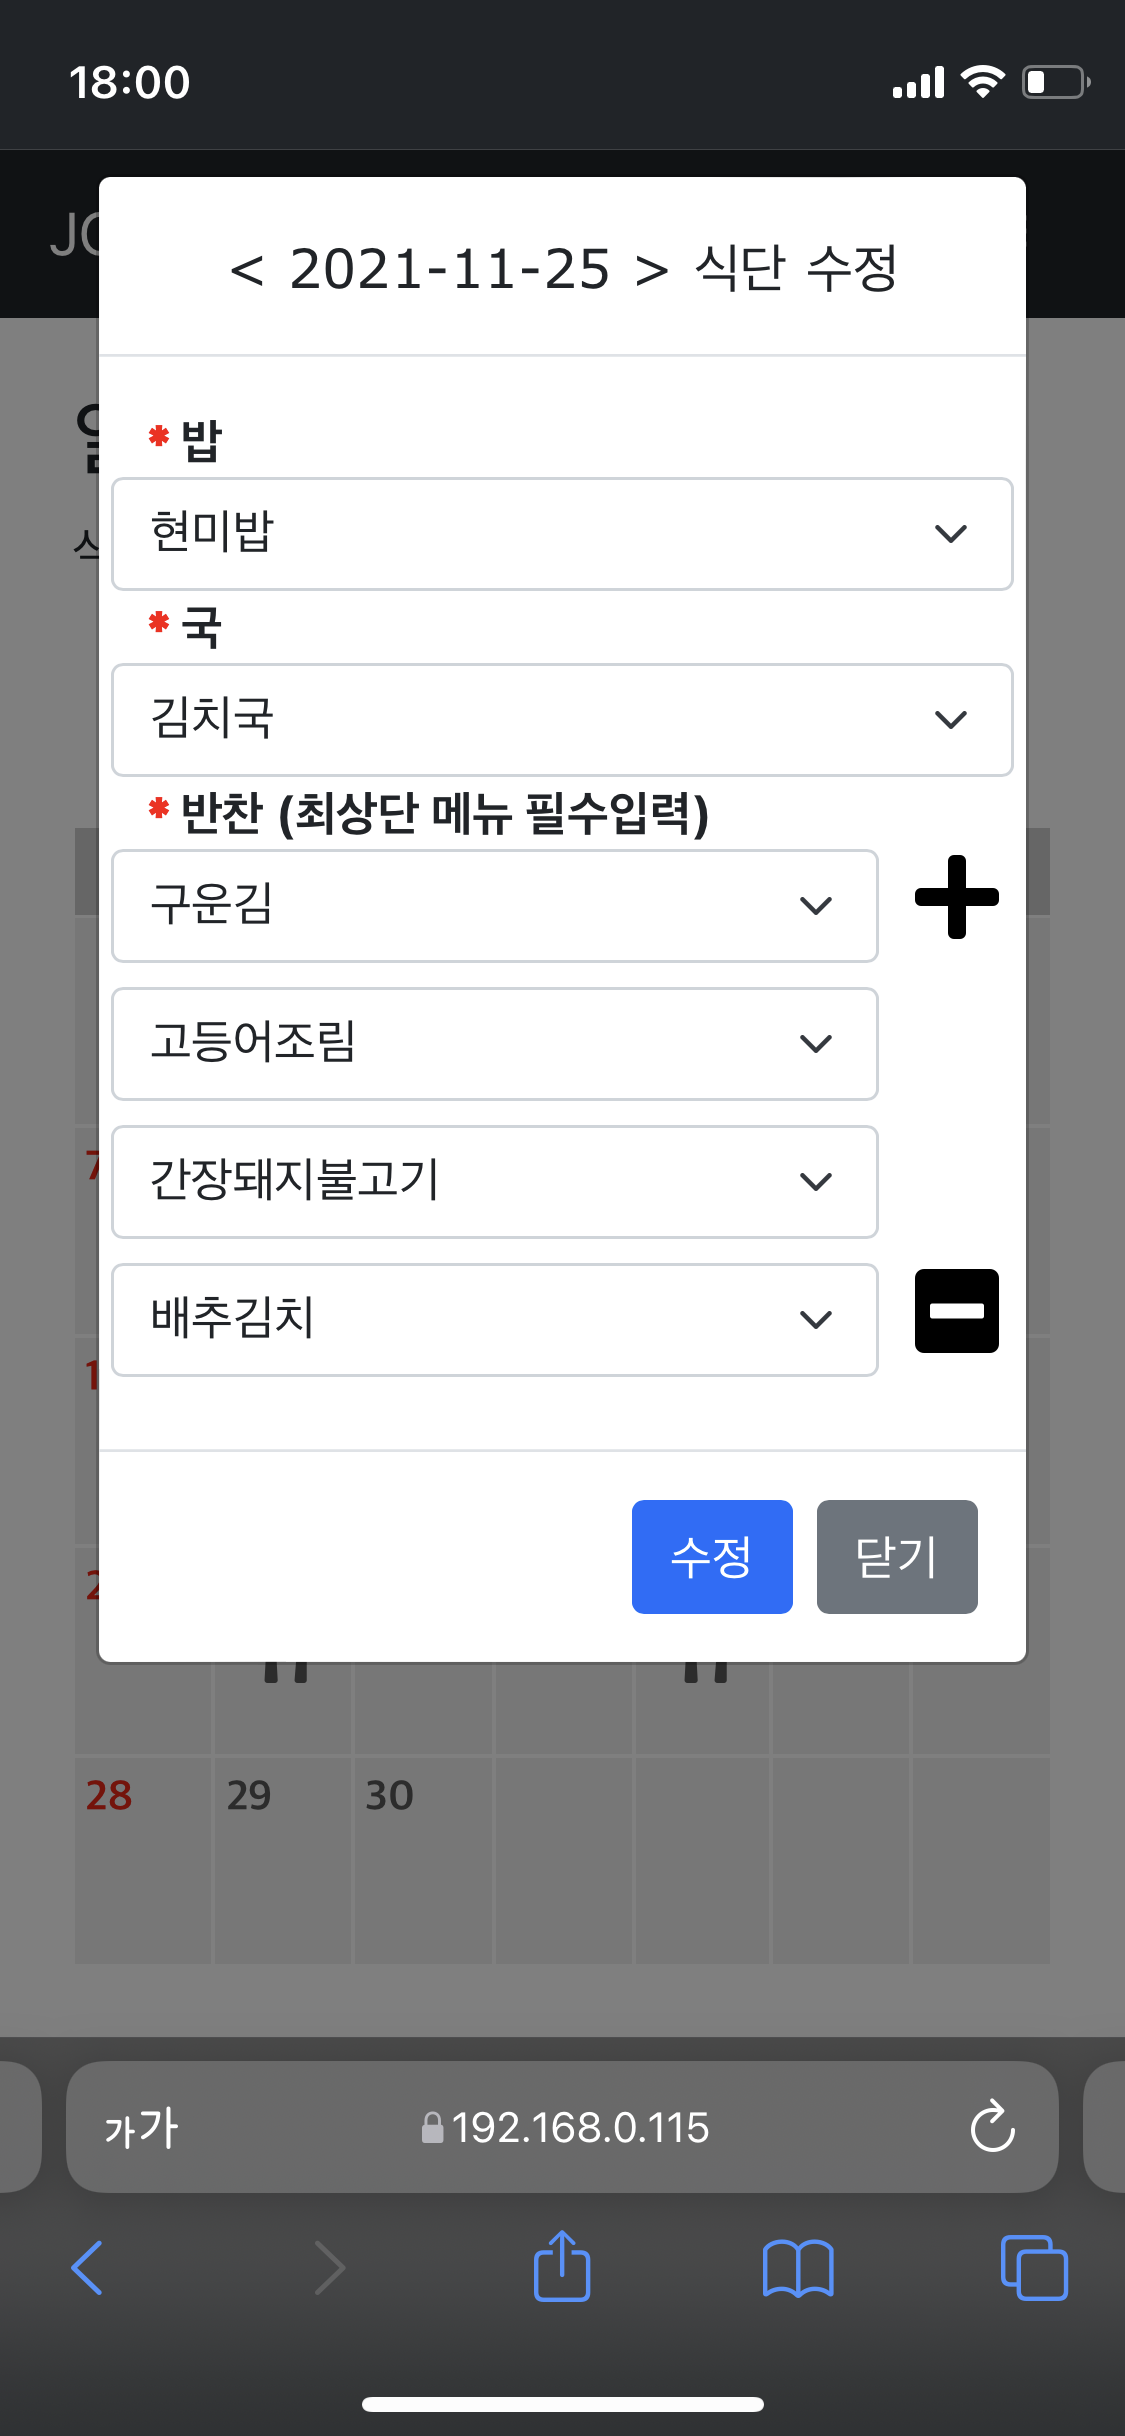 18:00
< 2021-11-25 > 식단 수정
* 밥
현미밥
* 국
김치국
* 반찬 (최상단 메뉴 필수입력)
구운김
고등어조림
간장돼지불고기
배추김치
수정 닫기
28 29 30
가가 192.168.0.115